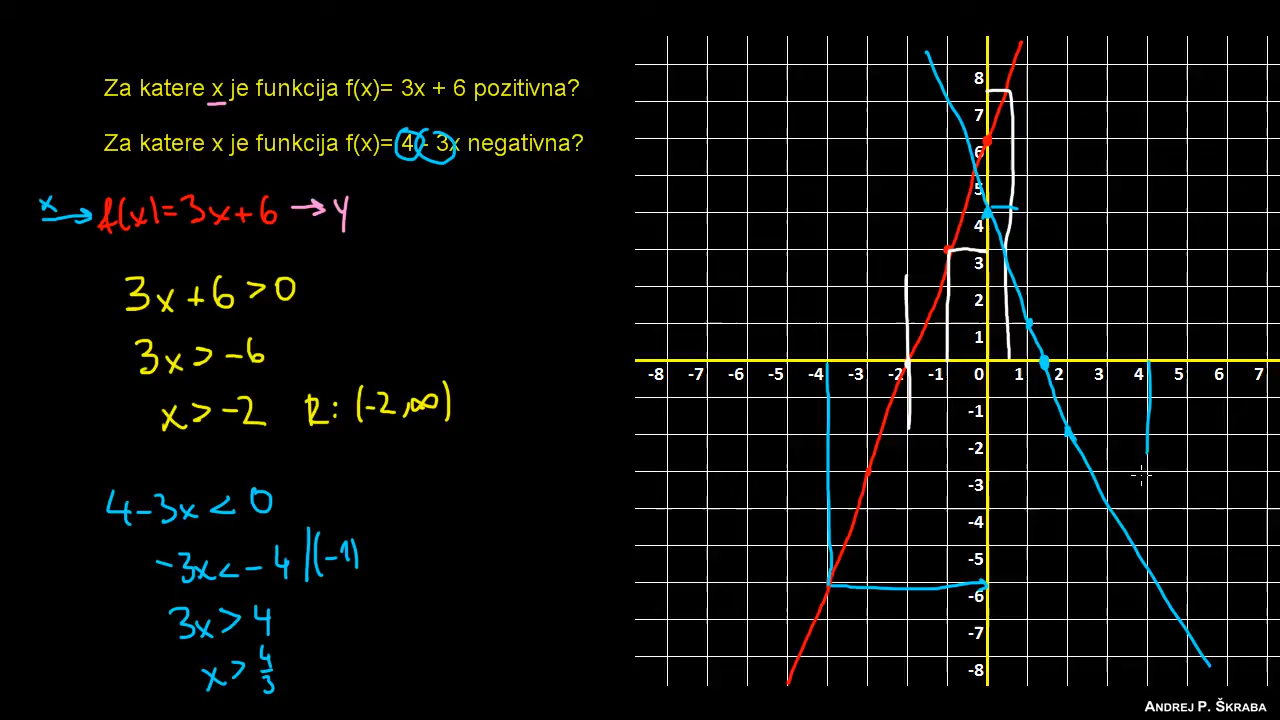 Za katere x je funkcija f(x)= 3x + 6 pozitivna?
Za katere x je funkcija f(x)= 4 - 3x negativna?
x → f(x)=3x+6 → y
3x+6>0
3x>-6
x>-2 R: (-2,∞)
4-3x<0
-3x<-4 |(-1)
3x>4
x>4/3
8
7
6
5
4
3
2
1
-8 -7 -6 -5 -4 -3 -2 -1 0 1 2 3 4 5 6 7
-1
-2
-3
-4
-5
-6
-7
-8
ANDREJ P. ŠKRABA